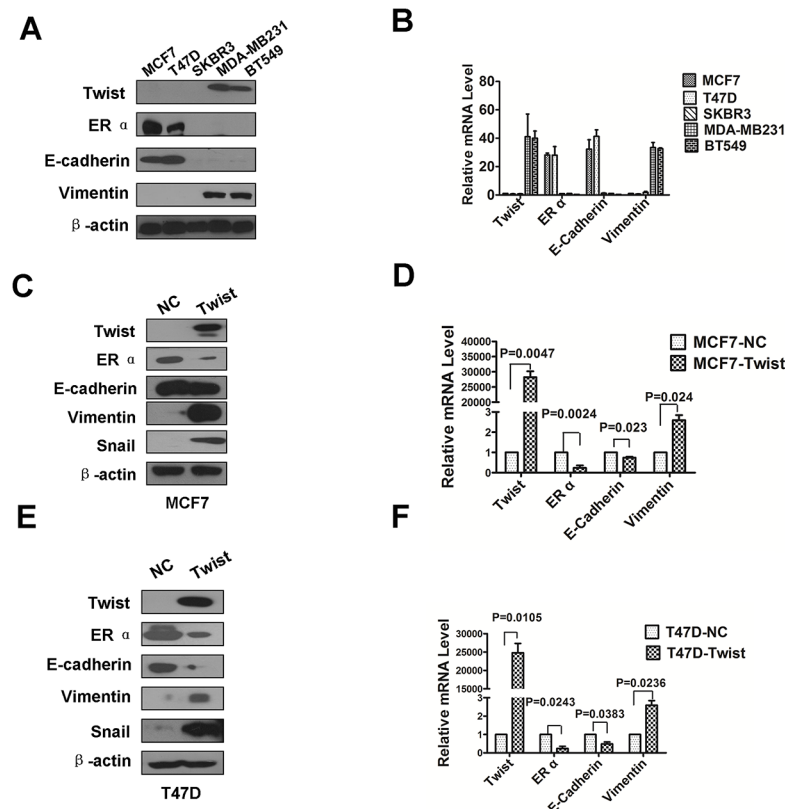 A
MCF7
T47D
SKBR3
MDA-MB231
BT549
Twist
ER α
E-cadherin
Vimentin
β-actin
B
Relative mRNA Level
80
60
40
20
0
Twist
ER α
E-Cadherin
Vimentin
MCF7
T47D
SKBR3
MDA-MB231
BT549
C
NC
Twist
Twist
ER α
E-cadherin
Vimentin
Snail
β-actin
MCF7
D
Relative mRNA Level
40000
35000
30000
25000
20000
15000
10000
3
2
1
0
P=0.0047
P=0.0024
P=0.023
P=0.024
Twist
ER α
E-Cadherin
Vimentin
MCF7-NC
MCF7-Twist
E
NC
Twist
Twist
ER α
E-cadherin
Vimentin
Snail
β-actin
T47D
F
Relative mRNA Level
30000
25000
20000
15000
10000
3
2
1
0
P=0.0105
P=0.0243
P=0.0383
P=0.0236
Twist
ER α
E-Cadherin
Vimentin
T47D-NC
T47D-Twist